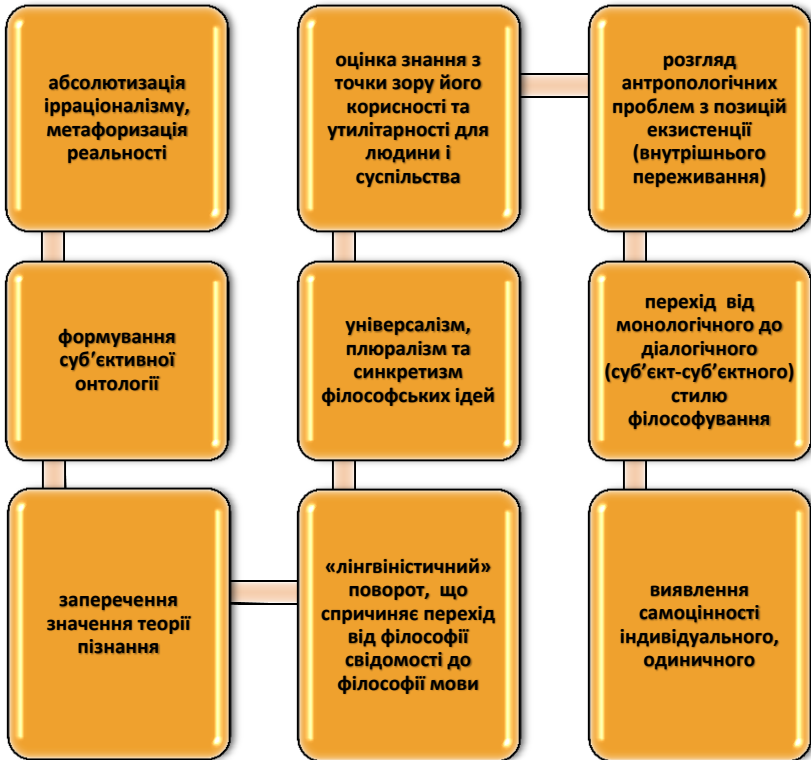 абсолютизація
ірраціоналізму,
метафоризація
реальності
формування
суб’єктивної
онтології
заперечення
значення теорії
пізнання
«лінгвіністичний»
поворот, що
спричиняє перехід
від філософії
свідомості до
філософії мови
універсалізм,
плюралізм та
синкретизм
філософських ідей
оцінка знання з
точки зору його
корисності та
утилітарності для
людини і
суспільства
розгляд
антропологічних
проблем з позицій
екзистенції
(внутрішнього
переживання)
перехід від
монологічного до
діалогічного
(суб’єкт-суб’єктного)
стилю
філософування
виявлення
самоцінності
індивідуального,
одиничного